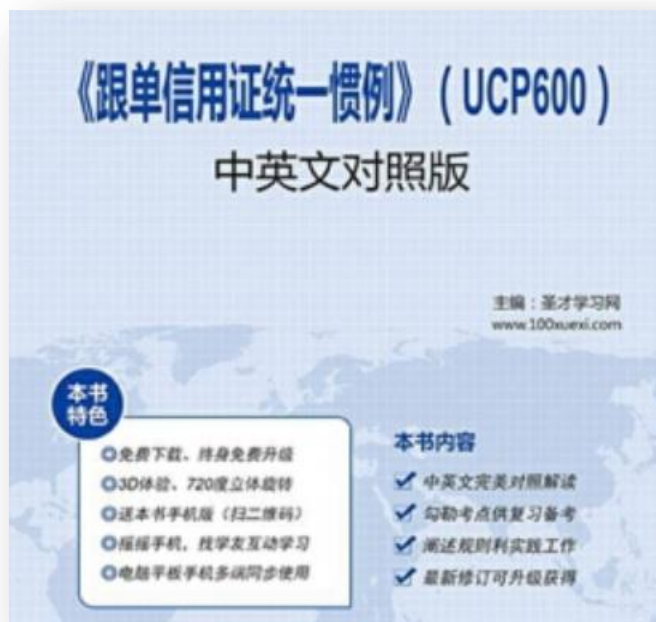 《跟单信用证统一惯例》（UCP600）
中英文对照版
主编：圣才学习网
www.100xuexi.com
本书
特色
免费下载、终身免费升级
3D体验、720度立体旋转
送本书手机版（扫二维码）
摇摇手机，找学友互动学习
电脑平板手机多端同步使用
本书内容
中英文完美对照解读
勾勒考点供复习备考
阐述规则利实践工作
最新修订可升级获得